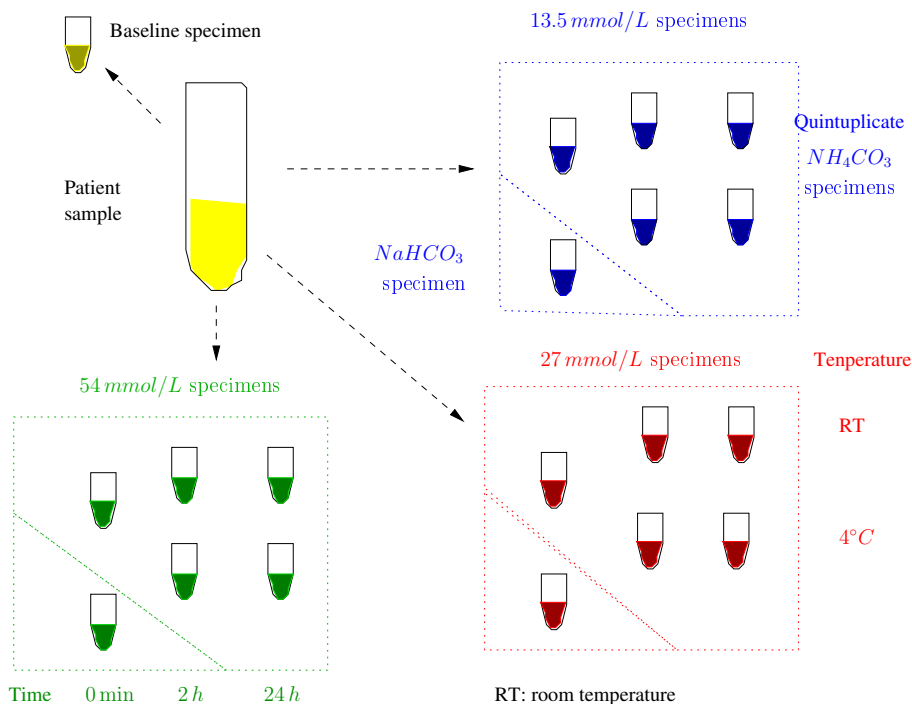 Baseline specimen
13.5 mmol/L specimens
Quintuplicate
NH₄CO₃
specimens
Patient
sample
NaHCO₃
specimen
54 mmol/L specimens
27 mmol/L specimens
Tenperature
RT
4°C
Time 0 min 2 h 24 h
RT: room temperature